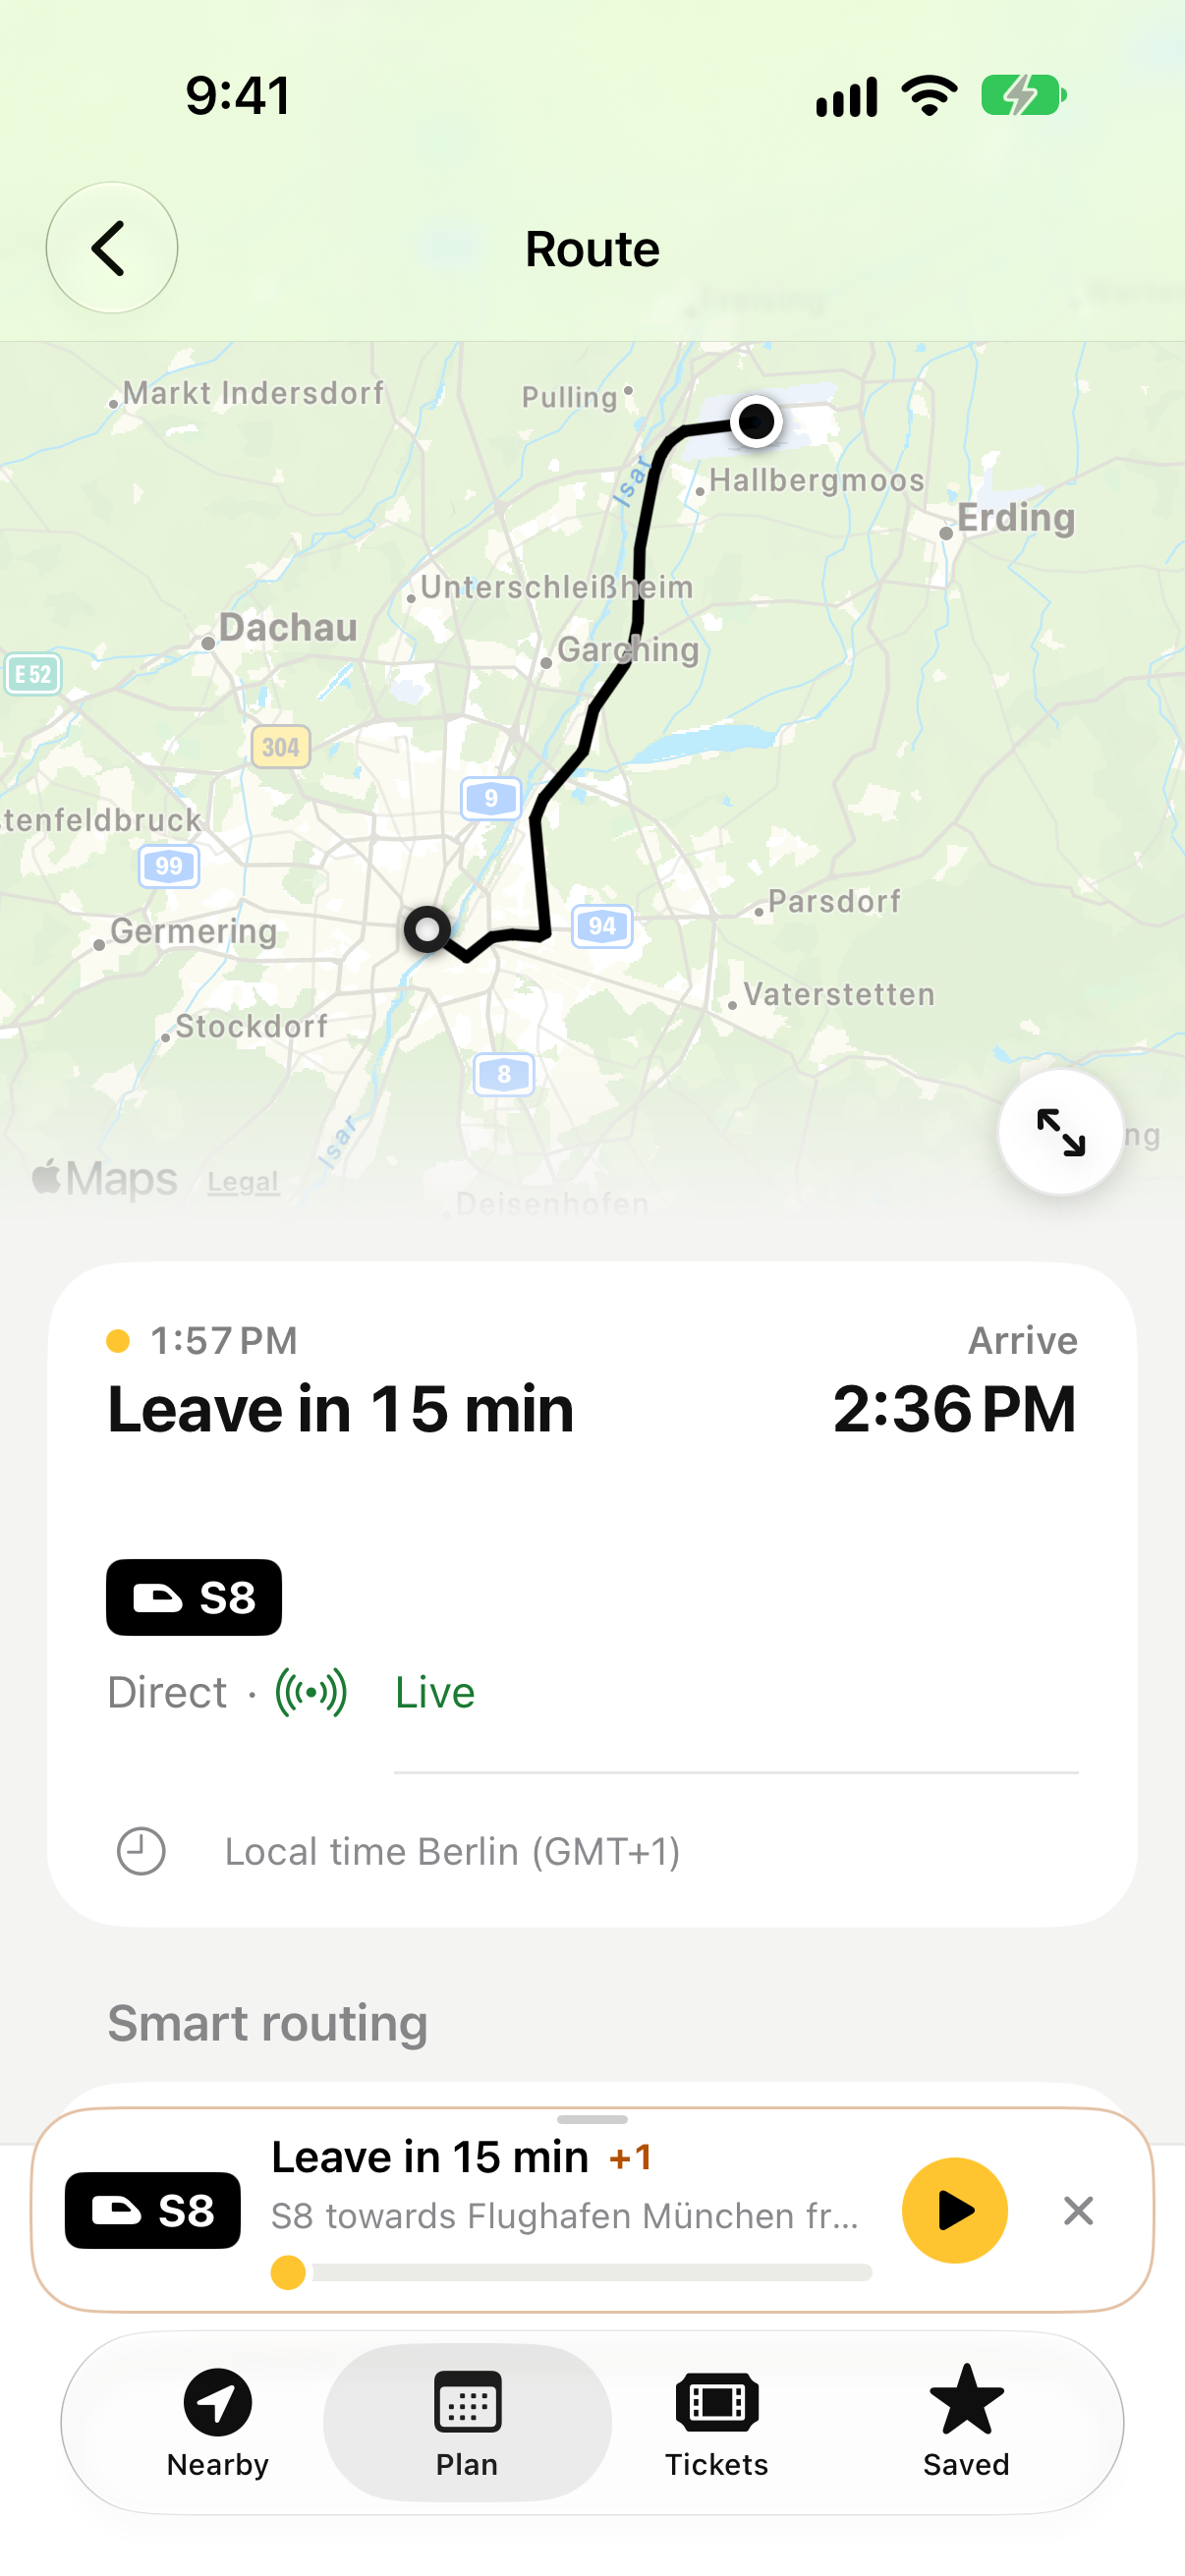 9:41
Route
Freising
Markt Indersdorf
Pulling
Isar
Hallbergmoos
Erding
Unterschleißheim
Dachau
Garching
E 52
304
9
tenfeldbruck
99
Parsdorf
94
Germering
Vaterstetten
Stockdorf
8
Isar
ng
Maps
Legal
Deisenhofen
1:57 PM
Arrive
Leave in 15 min
2:36 PM
S8
Direct · Live
Local time Berlin (GMT+1)
Smart routing
Leave in 15 min +1
S8
S8 towards Flughafen München fr...
Nearby
Plan
Tickets
Saved